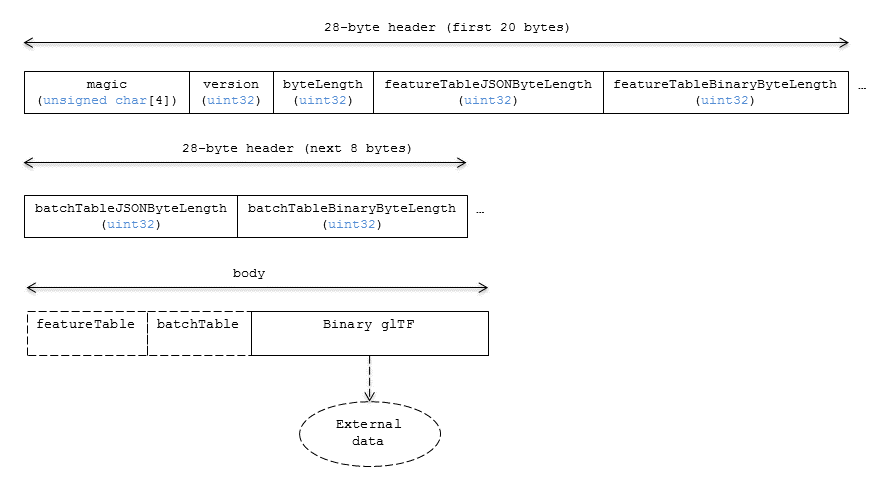 28-byte header (first 20 bytes)
magic version byteLength featureTableJSONByteLength featureTableBinaryByteLength …
(unsigned char[4]) (uint32) (uint32) (uint32) (uint32)
28-byte header (next 8 bytes)
batchTableJSONByteLength batchTableBinaryByteLength …
(uint32) (uint32)
body
featureTable batchTable Binary glTF
External
data